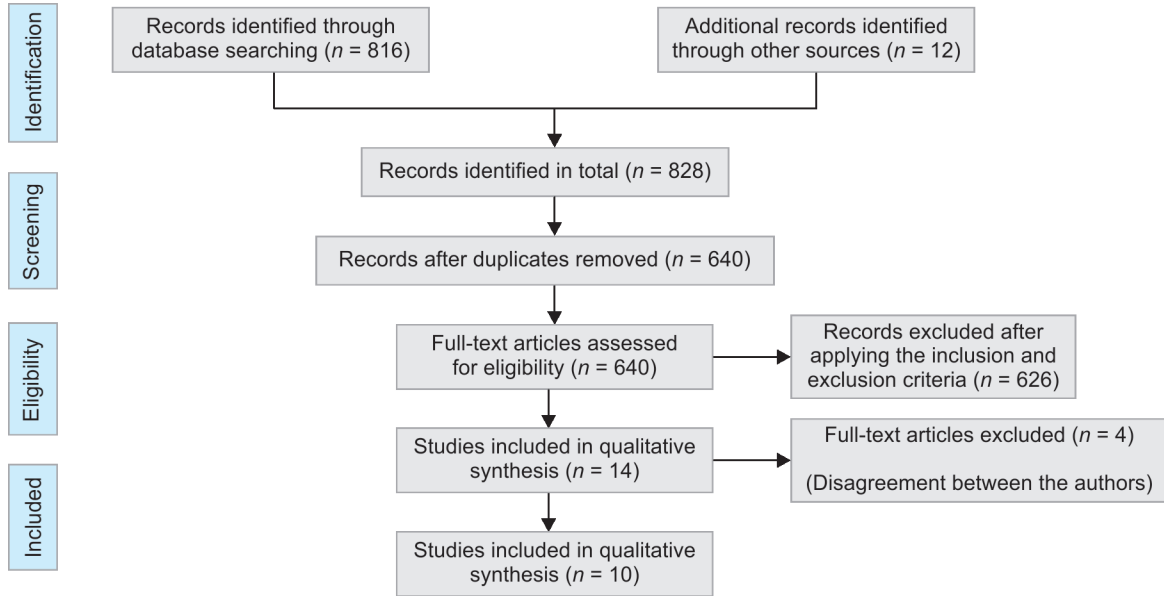 Identification
Records identified through
database searching (n = 816)
Additional records identified
through other sources (n = 12)
Records identified in total (n = 828)
Screening
Records after duplicates removed (n = 640)
Eligibility
Full-text articles assessed
for eligibility (n = 640)
Records excluded after
applying the inclusion and
exclusion criteria (n = 626)
Studies included in qualitative
synthesis (n = 14)
Full-text articles excluded (n = 4)
(Disagreement between the authors)
Included
Studies included in qualitative
synthesis (n = 10)